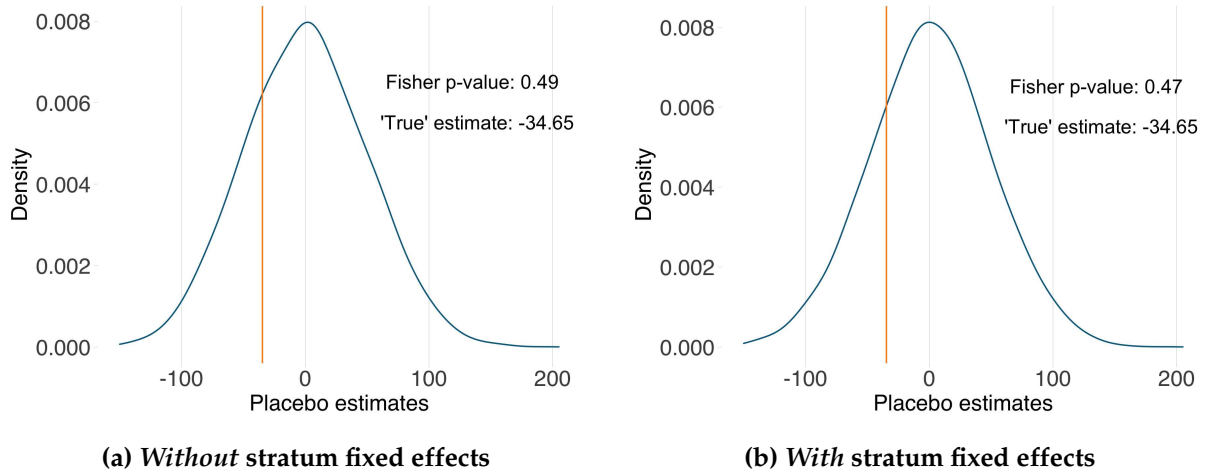 0.008
0.006
0.004
0.002
0.000
Density
Fisher p-value: 0.49
'True' estimate: -34.65
-100 0 100 200
Placebo estimates
(a) Without stratum fixed effects
0.008
0.006
0.004
0.002
0.000
Density
Fisher p-value: 0.47
'True' estimate: -34.65
-100 0 100 200
Placebo estimates
(b) With stratum fixed effects